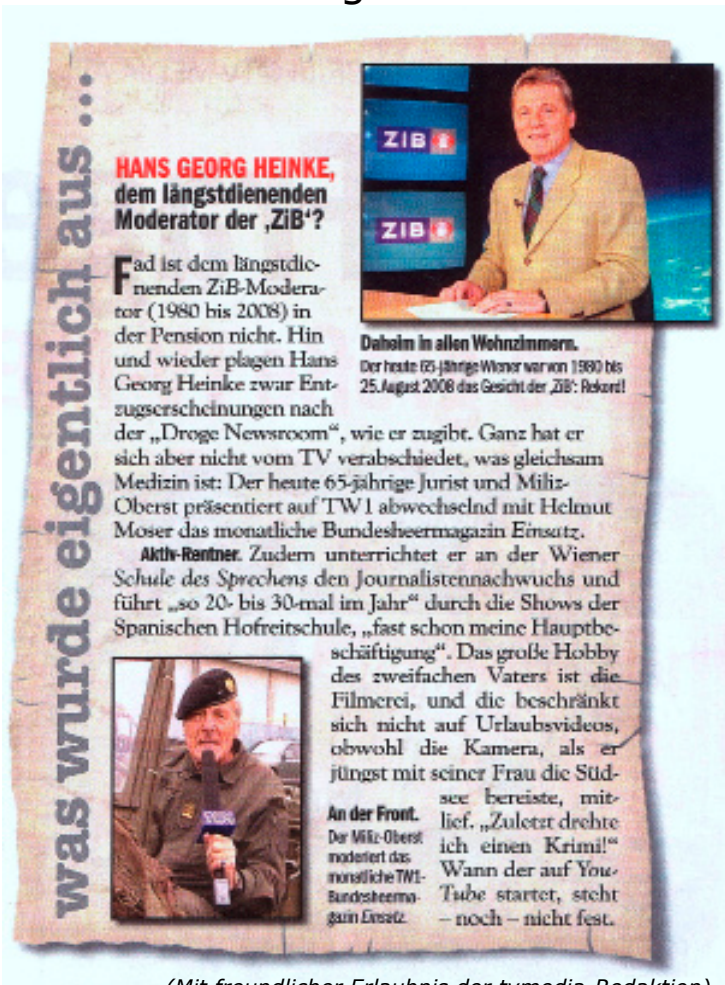 was wurde eigentlich aus ...
HANS GEORG HEINKE,
dem längstdienenden
Moderator der ‚ZiB‘?
Fad ist dem längstdie-
nenden ZiB-Modera-
tor (1980 bis 2008) in
der Pension nicht. Hin
und wieder plagen Hans
Georg Heinke zwar Ent-
zugserscheinungen nach
der „Droge Newsroom“, wie er zugibt. Ganz hat er
sich aber nicht vom TV verabschiedet, was gleichsam
Medizin ist: Der heute 65-jährige Jurist und Miliz-
Oberst präsentiert auf TW1 abwechselnd mit Helmut
Moser das monatliche Bundesheermagazin Einsatz.
Aktiv-Rentner. Zudem unterrichtet er an der Wiener
Schule des Sprechens den Journalistennachwuchs und
führt „so 20- bis 30-mal im Jahr“ durch die Shows der
Spanischen Hofreitschule, „fast schon meine Hauptbe-
schäftigung“. Das große Hobby
des zweifachen Vaters ist die
Filmerei, und die beschränkt
sich nicht auf Urlaubsvideos,
obwohl die Kamera, als er
jüngst mit seiner Frau die Süd-
see bereiste, mit-
lief. „Zuletzt drehte
ich einen Krimi!“
Wann der auf You-
Tube startet, steht
– noch – nicht fest.
ZIB
ZIB
Daheim in allen Wohnzimmern.
Der heute 65-jährige Wiener war von 1980 bis
25. August 2008 das Gesicht der ‚ZiB‘: Rekord!
An der Front.
Der Miliz-Oberst
moderiert das
monatliche TW1-
Bundesheerma-
gazin Einsatz.
(Mit freundlicher Erlaubnis der tvmedia-Redaktion)